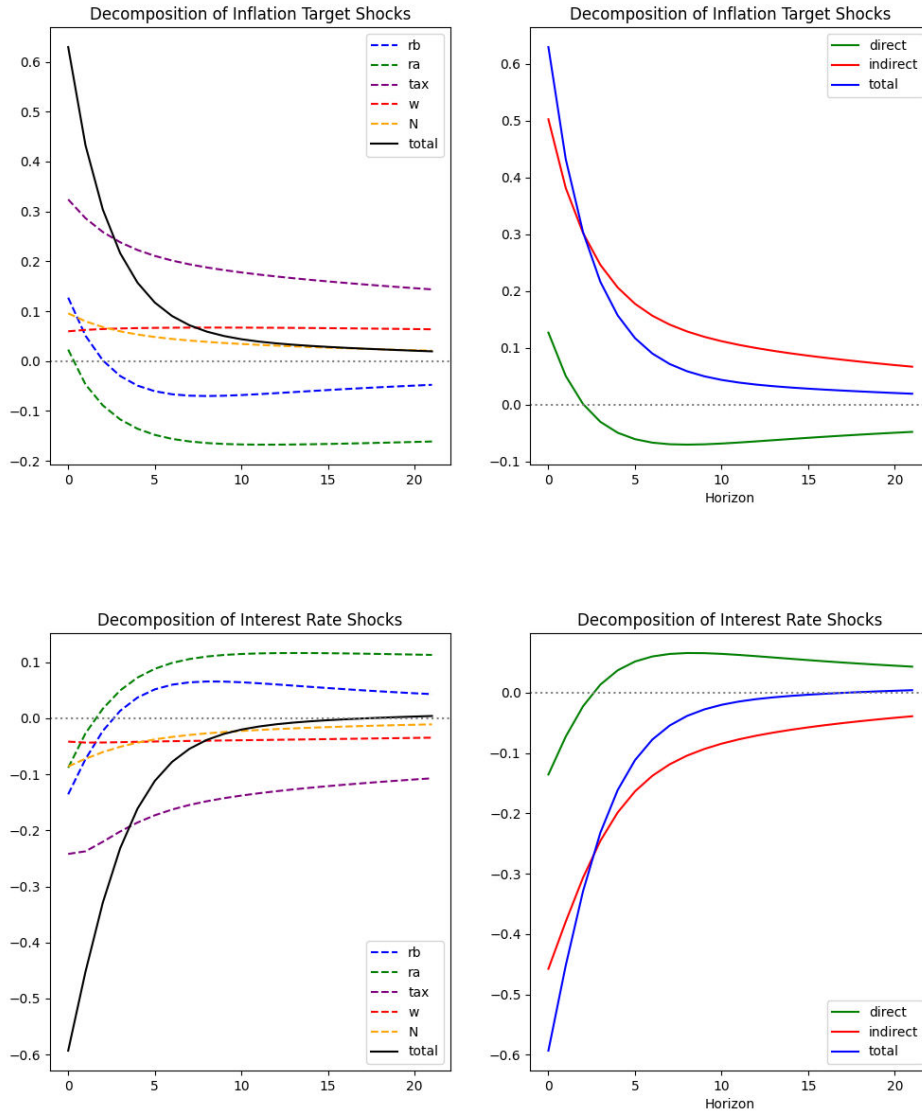 Decomposition of Inflation Target Shocks
0.6
0.5
0.4
0.3
0.2
0.1
0.0
−0.1
−0.2
0
5
10
15
20
rb
ra
tax
w
N
total
Decomposition of Inflation Target Shocks
0.6
0.5
0.4
0.3
0.2
0.1
0.0
−0.1
0
5
10
15
20
Horizon
direct
indirect
total
Decomposition of Interest Rate Shocks
0.1
0.0
−0.1
−0.2
−0.3
−0.4
−0.5
−0.6
0
5
10
15
20
rb
ra
tax
w
N
total
Decomposition of Interest Rate Shocks
0.0
−0.1
−0.2
−0.3
−0.4
−0.5
−0.6
0
5
10
15
20
Horizon
direct
indirect
total